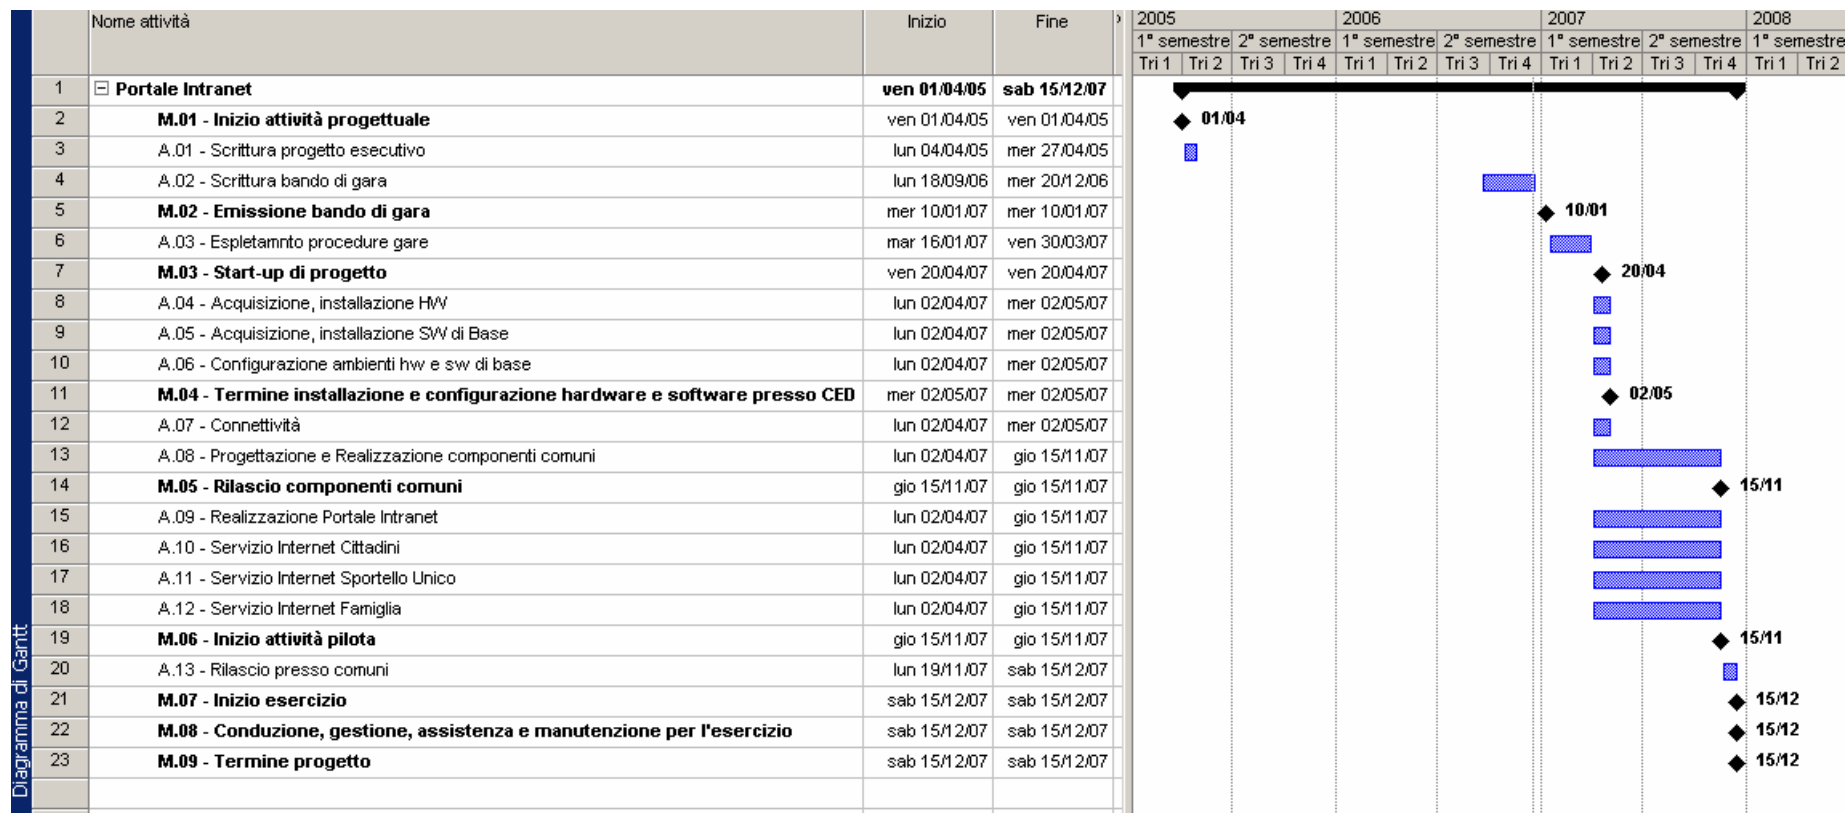 Nome attività Inizio Fine 2005 2006 2007 2008
1° semestre 2° semestre 1° semestre 2° semestre 1° semestre 2° semestre 1° semestre
Tri 1 Tri 2 Tri 3 Tri 4 Tri 1 Tri 2 Tri 3 Tri 4 Tri 1 Tri 2 Tri 3 Tri 4 Tri 1 Tri 2
1 Portale Intranet ven 01/04/05 sab 15/12/07
2 M.01 - Inizio attività progettuale ven 01/04/05 ven 01/04/05 01/04
3 A.01 - Scrittura progetto esecutivo lun 04/04/05 mer 27/04/05
4 A.02 - Scrittura bando di gara lun 18/09/06 mer 20/12/06
5 M.02 - Emissione bando di gara mer 10/01/07 mer 10/01/07 10/01
6 A.03 - Espletamnto procedure gare mar 16/01/07 ven 30/03/07
7 M.03 - Start-up di progetto ven 20/04/07 ven 20/04/07 20/04
8 A.04 - Acquisizione, installazione HW lun 02/04/07 mer 02/05/07
9 A.05 - Acquisizione, installazione SW di Base lun 02/04/07 mer 02/05/07
10 A.06 - Configurazione ambienti hw e sw di base lun 02/04/07 mer 02/05/07
11 M.04 - Termine installazione e configurazione hardware e software presso CED mer 02/05/07 mer 02/05/07 02/05
12 A.07 - Connettività lun 02/04/07 mer 02/05/07
13 A.08 - Progettazione e Realizzazione componenti comuni lun 02/04/07 gio 15/11/07
14 M.05 - Rilascio componenti comuni gio 15/11/07 gio 15/11/07 15/11
15 A.09 - Realizzazione Portale Intranet lun 02/04/07 gio 15/11/07
16 A.10 - Servizio Internet Cittadini lun 02/04/07 gio 15/11/07
17 A.11 - Servizio Internet Sportello Unico lun 02/04/07 gio 15/11/07
18 A.12 - Servizio Internet Famiglia lun 02/04/07 gio 15/11/07
19 M.06 - Inizio attività pilota gio 15/11/07 gio 15/11/07 15/11
20 A.13 - Rilascio presso comuni lun 19/11/07 sab 15/12/07
21 M.07 - Inizio esercizio sab 15/12/07 sab 15/12/07 15/12
22 M.08 - Conduzione, gestione, assistenza e manutenzione per l'esercizio sab 15/12/07 sab 15/12/07 15/12
23 M.09 - Termine progetto sab 15/12/07 sab 15/12/07 15/12
Diagramma di Gantt